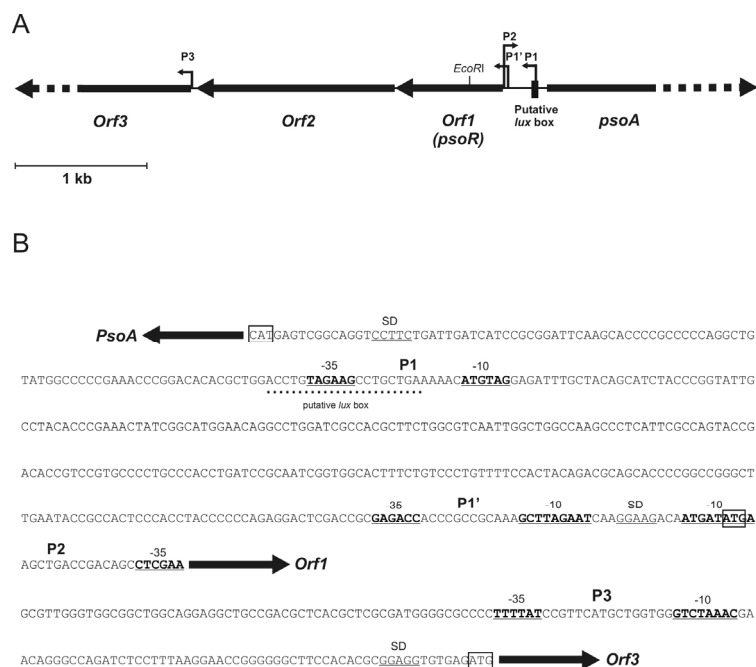 A
P3
P2
P1' P1
EcoRI
Orf3
Orf2
Orf1
(psoR)
Putative
lux box
psoA
1 kb
B
SD
PsoA
CATGAGTCGGCAGGTCCTTCTGATTGATCATCCGCGGATTCAAGCACCCCGCCCCCAGGCTG
-35 P1 -10
TATGGCCCCCGAAACCCGGACACACGCTGGACCTGTAGAAGCCTGCTGAAAAACATGTAGGAGATTTGCTACAGCATCTACCCGGTATTG
putative lux box
CCTACACCCGAAACTATCGGCATGGAACAGGCCTGGATCGCCACGCTTCTGGCGTCAATTGGCTGGCCAAGCCCTCATTCGCCAGTACCG
ACACCGTCCGTGCCCCTGCCCACCTGATCCGCAATCGGTGGCACTTTCTGTCCCTGTTTTCCACTACAGACGCAGCACCCCGGCCGGGCT
-35 P1' -10 SD -10
TGAATACCGCCACTCCCACCTACCCCCCCAGAGGACTCGACCGCGAGACCACCCGCCGCAAAGCTTAGAATCAAGGAAGACAATGATATGA
P2 -35
AGCTGACCGACAGCCTCGAA Orf1
-35 P3 -10
GCGTTGGGTGGCGGCTGGCAGGAGGCTGCCGACGCTCACGCTCGCGATGGGGCGCCCCTTTTATCCGTTCATGCTGGTGGGTCTAAACGA
SD
ACAGGGCCAGATCTCCTTTAAGGAACCGGGGGGCTTCCACACGCGGAGGTGTGAGATG Orf3